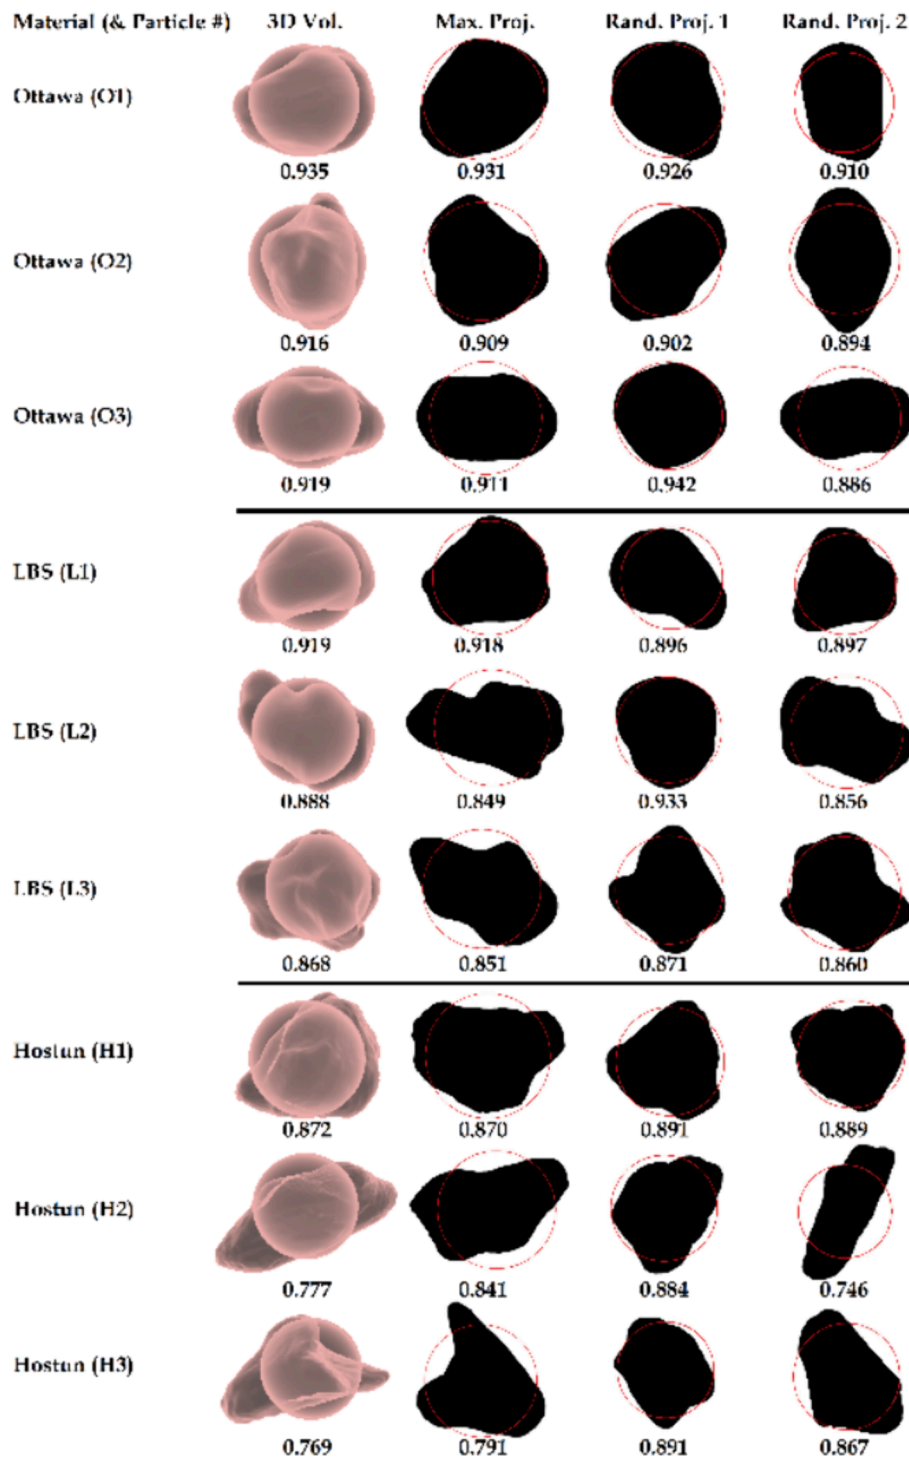 Material (& Particle #) 3D Vol. Max. Proj. Rand. Proj. 1 Rand. Proj. 2
Ottawa (O1)
0.935 0.931 0.926 0.910
Ottawa (O2)
0.916 0.909 0.902 0.894
Ottawa (O3)
0.919 0.911 0.942 0.886
LBS (L1)
0.919 0.918 0.896 0.897
LBS (L2)
0.888 0.849 0.933 0.856
LBS (L3)
0.868 0.851 0.871 0.860
Hostun (H1)
0.872 0.870 0.891 0.889
Hostun (H2)
0.777 0.841 0.884 0.746
Hostun (H3)
0.769 0.791 0.891 0.867